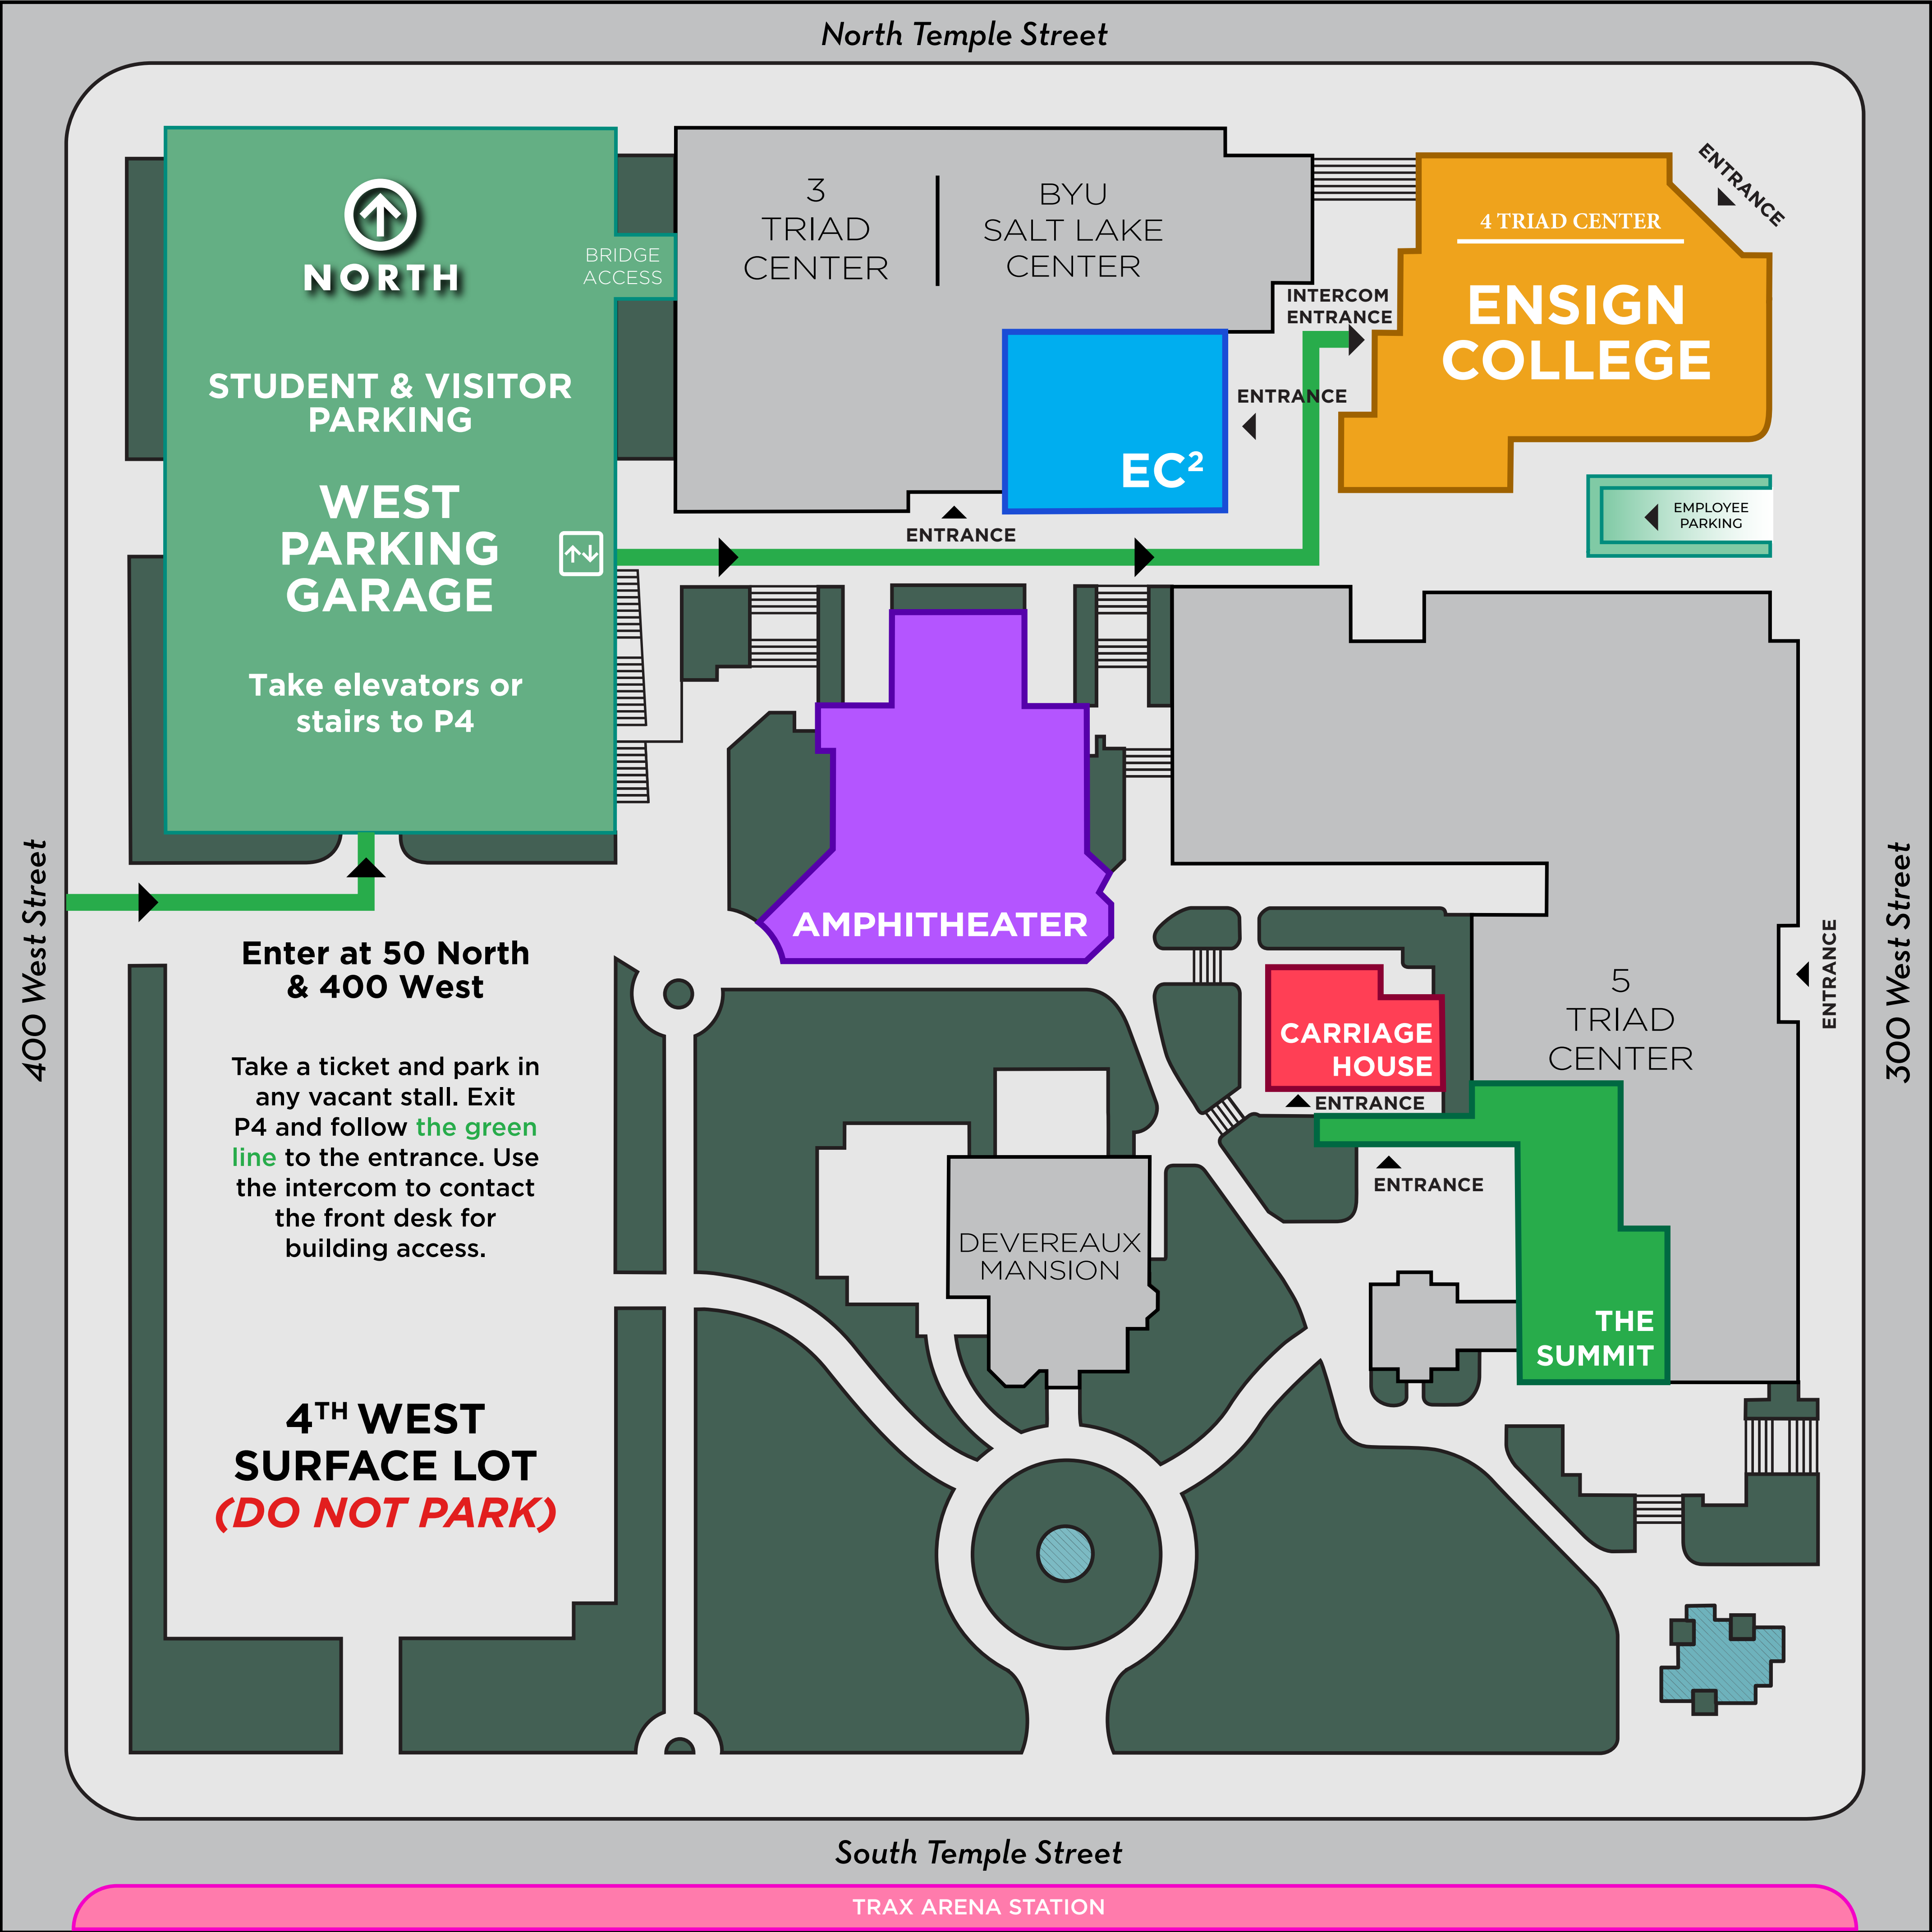 North Temple Street
NORTH
STUDENT & VISITOR
PARKING
WEST
PARKING
GARAGE
Take elevators or
stairs to P4
BRIDGE
ACCESS
3
TRIAD
CENTER
BYU
SALT LAKE
CENTER
ENTRANCE
4 TRIAD CENTER
ENSIGN
COLLEGE
INTERCOM
ENTRANCE
ENTRANCE
EC²
ENTRANCE
EMPLOYEE
PARKING
AMPHITHEATER
400 West Street
300 West Street
Enter at 50 North
& 400 West
Take a ticket and park in
any vacant stall. Exit
P4 and follow the green
line to the entrance. Use
the intercom to contact
the front desk for
building access.
4TH WEST
SURFACE LOT
(DO NOT PARK)
CARRIAGE
HOUSE
ENTRANCE
ENTRANCE
5
TRIAD
CENTER
ENTRANCE
DEVEREAUX
MANSION
THE
SUMMIT
South Temple Street
TRAX ARENA STATION